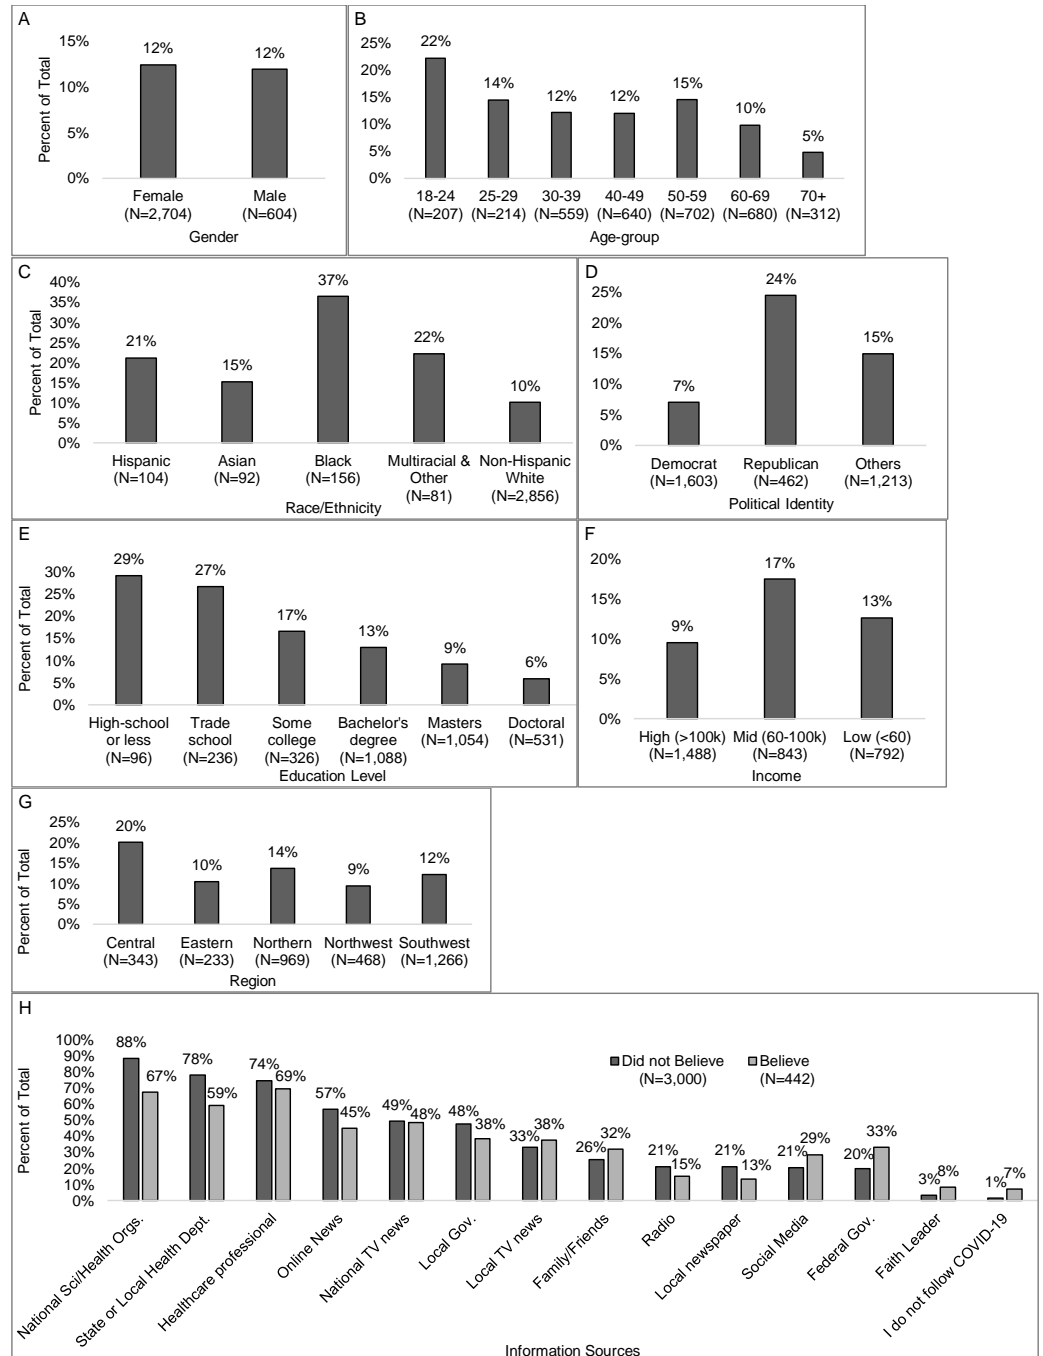 A
Percent of Total
15%
10%
5%
0%
12%
12%
Female
Male
(N=2,704)
(N=604)
Gender
B
25%
20%
15%
10%
5%
0%
22%
14%
12%
12%
15%
10%
5%
18-24 25-29 30-39 40-49 50-59 60-69 70+
(N=207) (N=214) (N=559) (N=640) (N=702) (N=680) (N=312)
Age-group
C
Percent of Total
40%
35%
30%
25%
20%
15%
10%
5%
0%
21%
15%
37%
22%
10%
Hispanic
(N=104)
Asian
(N=92)
Black
(N=156)
Multiracial &
Other
(N=81)
Non-Hispanic
White
(N=2,856)
Race/Ethnicity
D
25%
20%
15%
10%
5%
0%
7%
24%
15%
Democrat Republican Others
(N=1,603) (N=462) (N=1,213)
Political Identity
E
Percent of Total
30%
25%
20%
15%
10%
5%
0%
29%
27%
17%
13%
9%
6%
High-school
or less
(N=96)
Trade
school
(N=236)
Some
college
(N=326)
Bachelor's
degree
(N=1,088)
Masters
(N=1,054)
Doctoral
(N=531)
Education Level
F
20%
15%
10%
5%
0%
9%
17%
13%
High (>100k) Mid (60-100k) Low (<60)
(N=1,488) (N=843) (N=792)
Income
G
Percent of Total
25%
20%
15%
10%
5%
0%
20%
10%
14%
9%
12%
Central Eastern Northern Northwest Southwest
(N=343) (N=233) (N=969) (N=468) (N=1,266)
Region
H
Percent of Total
100%
90%
80%
70%
60%
50%
40%
30%
20%
10%
0%
88% 67%
78% 59%
74% 69%
57% 45%
49% 48%
48% 38%
33% 38%
26% 32%
21% 15%
21% 13%
21% 29%
20% 33%
3% 8%
1% 7%
Did not Believe
(N=3,000)
Believe
(N=442)
National Sci/Health Orgs.
State or Local Health Dept.
Healthcare professional
Online News
National TV news
Local Gov.
Local TV news
Family/Friends
Radio
Local newspaper
Social Media
Federal Gov.
Faith Leader
I do not follow COVID-19
Information Sources